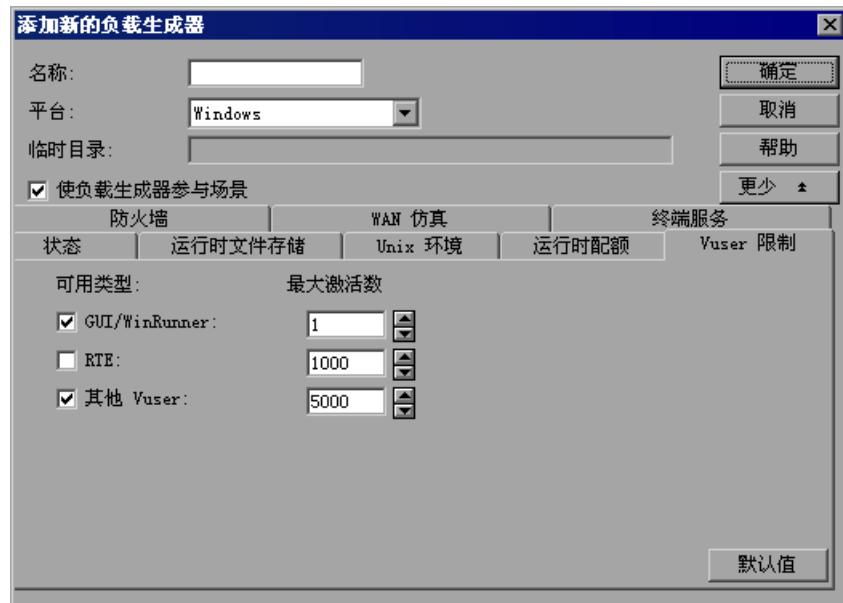 添加新的负载生成器
名称:
确定
平台:
Windows
取消
临时目录:
帮助
使负载生成器参与场景
更少
防火墙
WAN 仿真
终端服务
状态
运行时文件存储
Unix 环境
运行时配额
Vuser 限制
可用类型:
最大激活数
GUI/WinRunner:
1
RTE:
1000
其他 Vuser:
5000
默认值